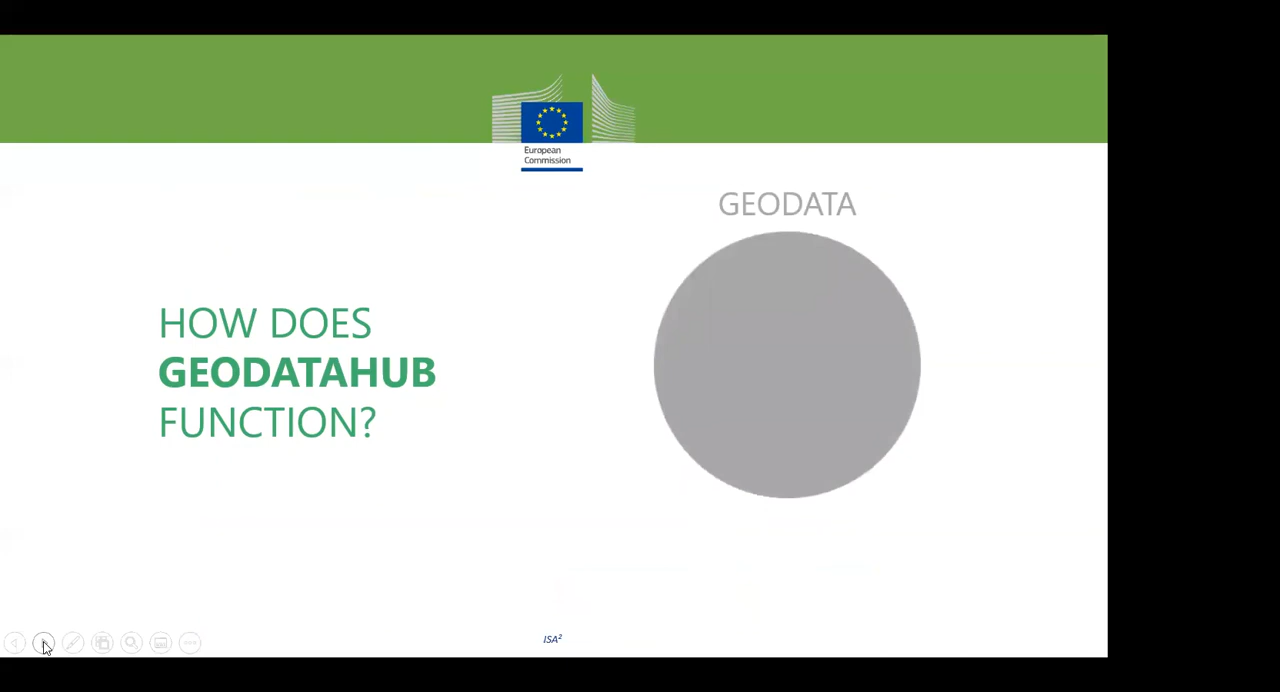 European
Commission
GEODATA
HOW DOES
GEODATAHUB
FUNCTION?
ISA²